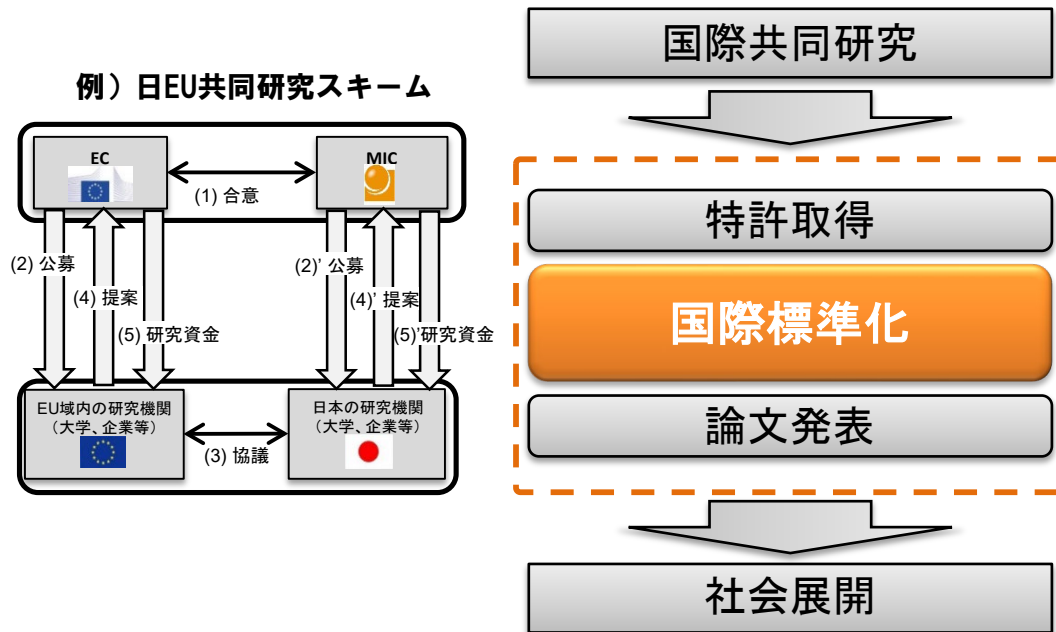 例）日EU共同研究スキーム
EC
MIC
(1) 合意
(2) 公募
(4) 提案
(5) 研究資金
(2)’ 公募
(4)’ 提案
(5)’研究資金
EU域内の研究機関
（大学、企業等）
日本の研究機関
（大学、企業等）
(3) 協議
国際共同研究
特許取得
国際標準化
論文発表
社会展開